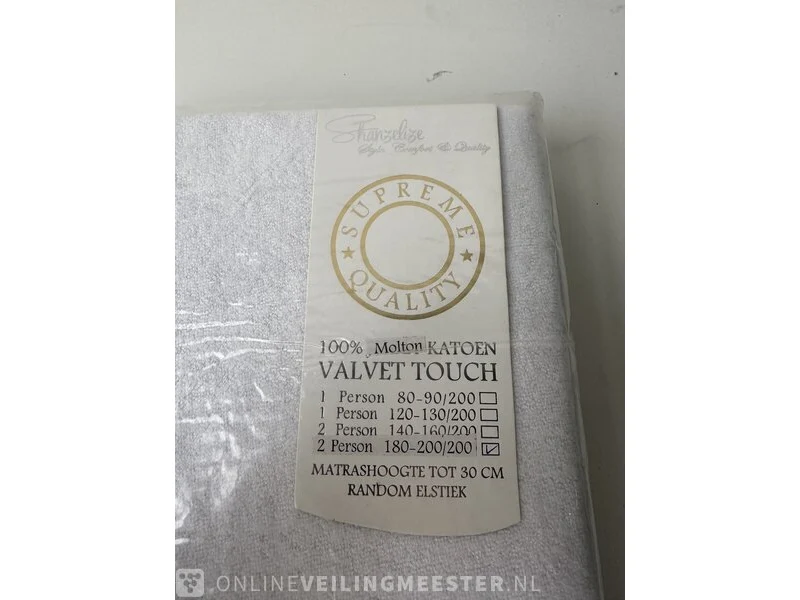 Shanzelize
Style Comfort & Quality
SUPREME
QUALITY
100% Molton KATOEN
VALVET TOUCH
1 Person 80-90/200
1 Person 120-130/200
2 Person 140-160/200
2 Person 180-200/200
MATRASHOOGTE TOT 30 CM
RANDOM ELSTIEK
ONLINEVEILINGMEESTER.NL